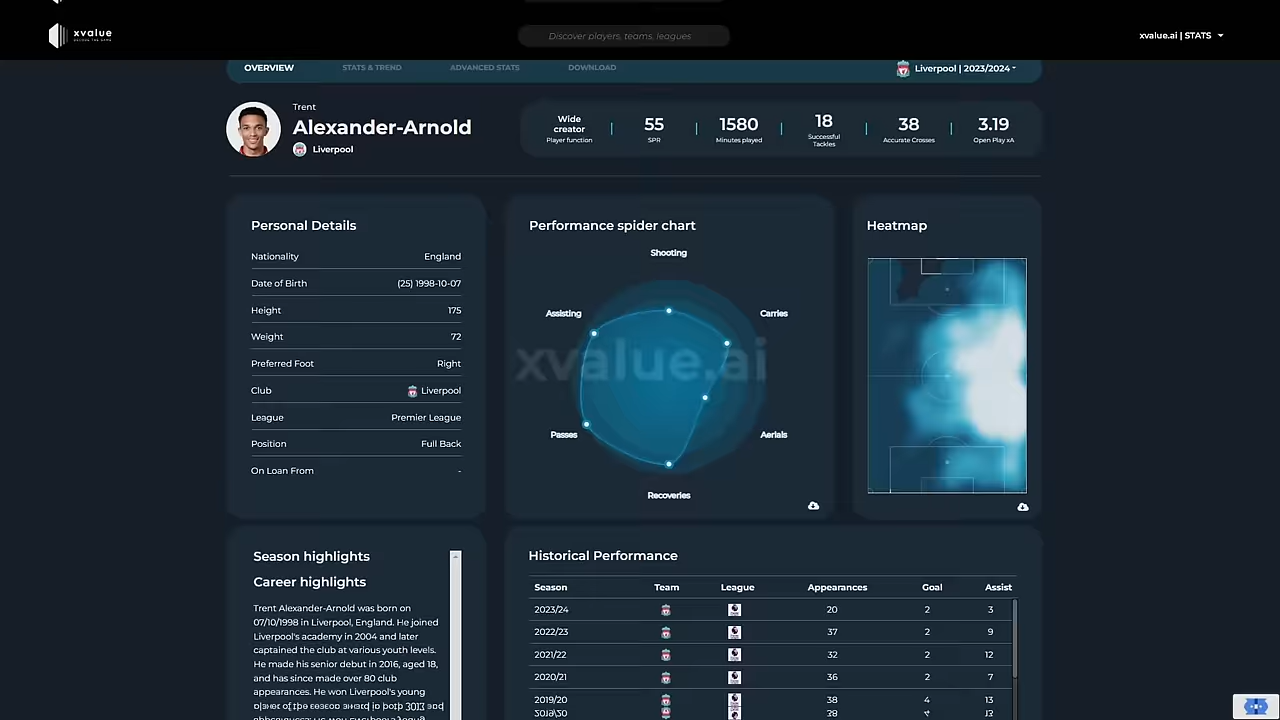 xvalue
Discover players, teams, leagues
xvalue.ai | STATS
OVERVIEW
STATS & TREND
ADVANCED STATS
DOWNLOAD
Liverpool | 2023/2024
Trent
Alexander-Arnold
Liverpool
Wide creator
Player function
55
SPR
1580
Minutes played
18
Successful Tackles
38
Accurate Crosses
3.19
Open Play xA
Personal Details
Nationality England
Date of Birth (25) 1998-10-07
Height 175
Weight 72
Preferred Foot Right
Club Liverpool
League Premier League
Position Full Back
On Loan From -
Performance spider chart
Shooting
Assisting
Carries
xvalue.ai
Passes
Aerials
Recoveries
Heatmap
Season highlights
Career highlights
Trent Alexander-Arnold was born on
07/10/1998 in Liverpool, England. He joined
Liverpool's academy in 2004 and later
captained the club at various youth levels.
He made his senior debut in 2016, aged 18,
and has since made over 80 club
appearances. He won Liverpool's young
Historical Performance
Season Team League Appearances Goal Assist
2023/24 20 2 3
2022/23 37 2 9
2021/22 32 2 12
2020/21 36 2 7
2019/20 38 4 13